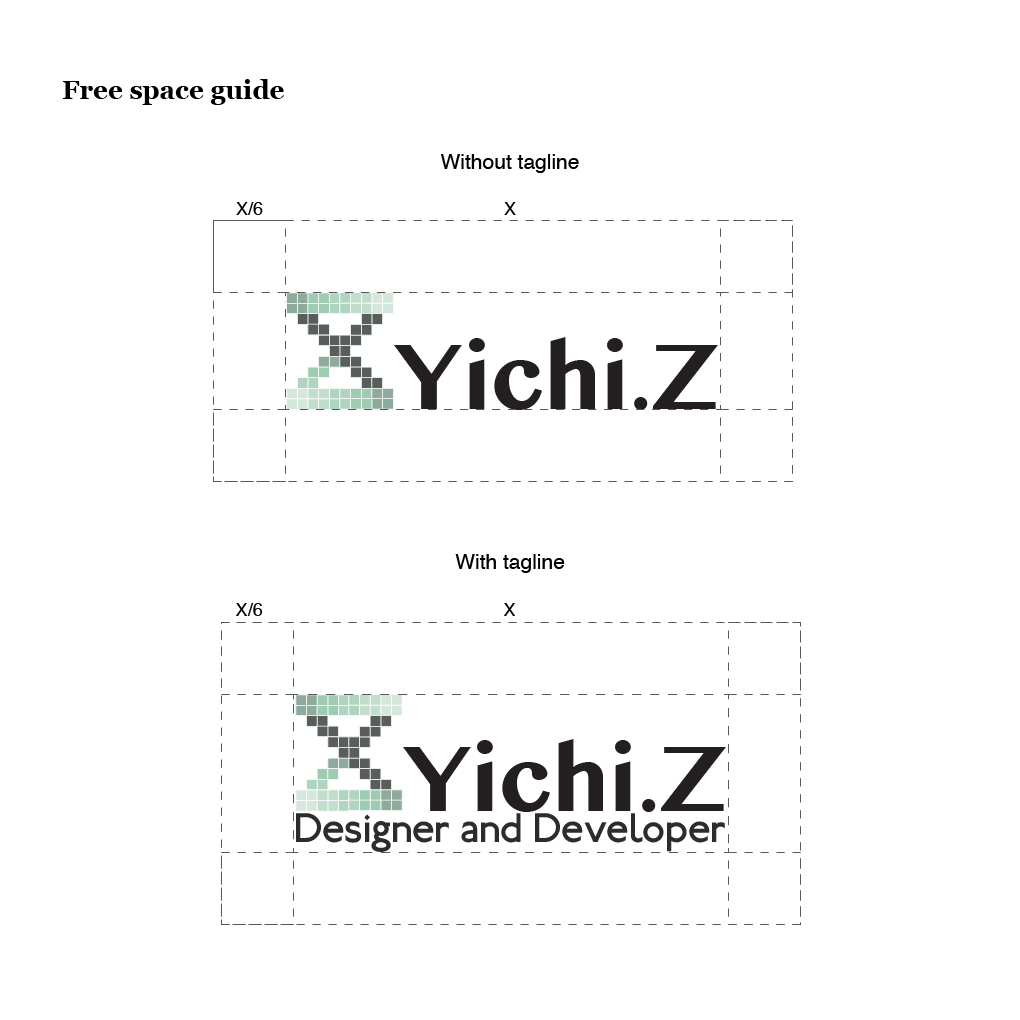 Free space guide
Without tagline
X/6 X
Yichi.Z
With tagline
X/6 X
Yichi.Z
Designer and Developer